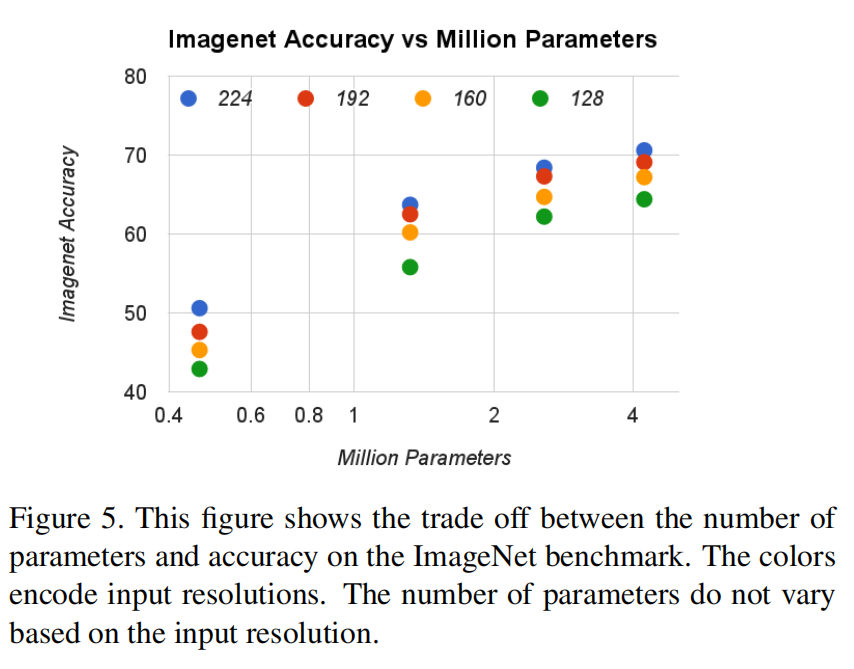 Imagenet Accuracy vs Million Parameters
80
224 192 160 128
70
Imagenet Accuracy
60
50
40
0.4 0.6 0.8 1 2 4
Million Parameters
Figure 5. This figure shows the trade off between the number of
parameters and accuracy on the ImageNet benchmark. The colors
encode input resolutions. The number of parameters do not vary
based on the input resolution.